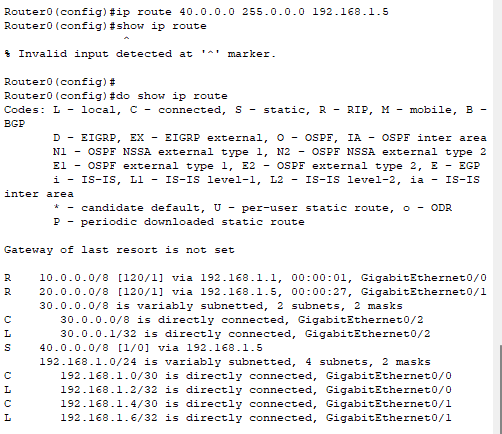 Router0(config)#ip route 40.0.0.0 255.0.0.0 192.168.1.5
Router0(config)#show ip route
^
% Invalid input detected at '^' marker.
Router0(config)#
Router0(config)#do show ip route
Codes: L - local, C - connected, S - static, R - RIP, M - mobile, B -
BGP
D - EIGRP, EX - EIGRP external, O - OSPF, IA - OSPF inter area
N1 - OSPF NSSA external type 1, N2 - OSPF NSSA external type 2
E1 - OSPF external type 1, E2 - OSPF external type 2, E - EGP
i - IS-IS, L1 - IS-IS level-1, L2 - IS-IS level-2, ia - IS-IS
inter area
* - candidate default, U - per-user static route, o - ODR
P - periodic downloaded static route
Gateway of last resort is not set
R 10.0.0.0/8 [120/1] via 192.168.1.1, 00:00:01, GigabitEthernet0/0
R 20.0.0.0/8 [120/1] via 192.168.1.5, 00:00:27, GigabitEthernet0/1
30.0.0.0/8 is variably subnetted, 2 subnets, 2 masks
C 30.0.0.0/8 is directly connected, GigabitEthernet0/2
L 30.0.0.1/32 is directly connected, GigabitEthernet0/2
S 40.0.0.0/8 [1/0] via 192.168.1.5
192.168.1.0/24 is variably subnetted, 4 subnets, 2 masks
C 192.168.1.0/30 is directly connected, GigabitEthernet0/0
L 192.168.1.2/32 is directly connected, GigabitEthernet0/0
C 192.168.1.4/30 is directly connected, GigabitEthernet0/1
L 192.168.1.6/32 is directly connected, GigabitEthernet0/1